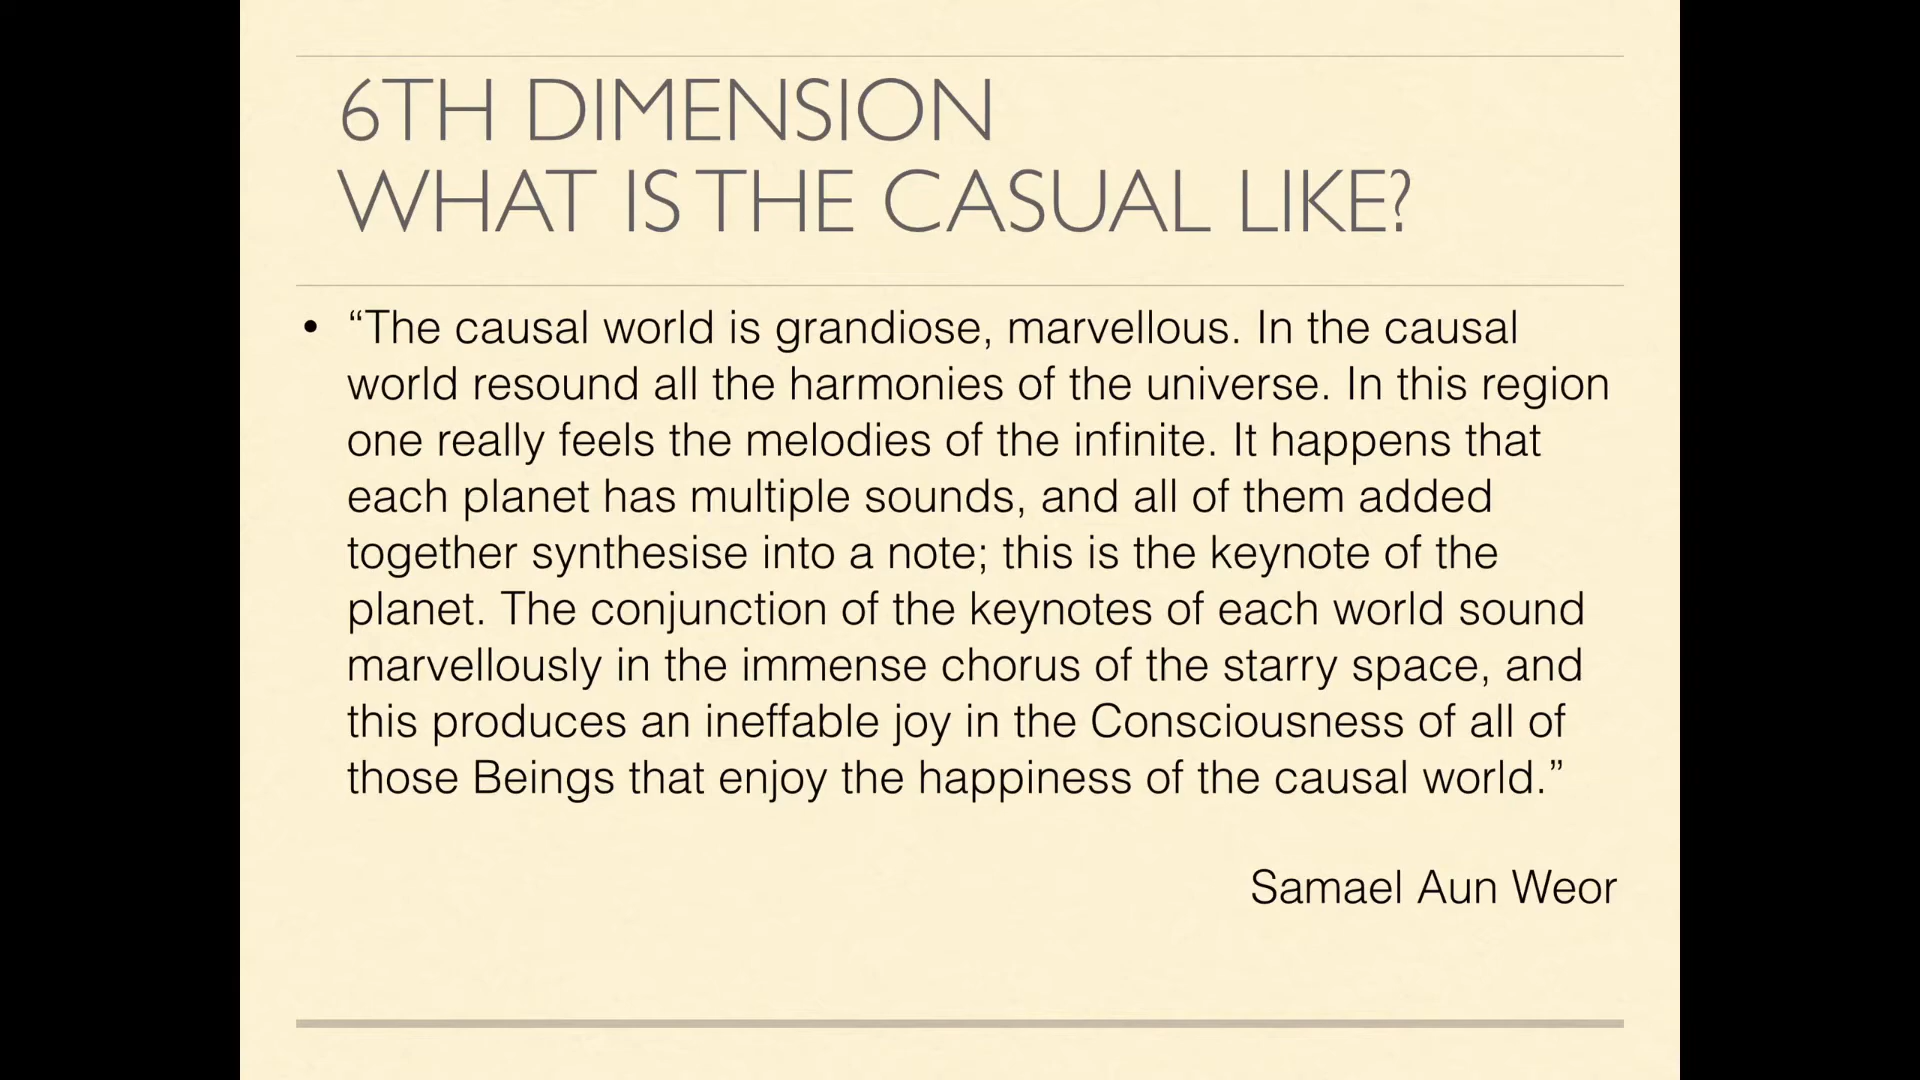 6TH DIMENSION
WHAT IS THE CASUAL LIKE?
• “The causal world is grandiose, marvellous. In the causal
world resound all the harmonies of the universe. In this region
one really feels the melodies of the infinite. It happens that
each planet has multiple sounds, and all of them added
together synthesise into a note; this is the keynote of the
planet. The conjunction of the keynotes of each world sound
marvellously in the immense chorus of the starry space, and
this produces an ineffable joy in the Consciousness of all of
those Beings that enjoy the happiness of the causal world.”
Samael Aun Weor